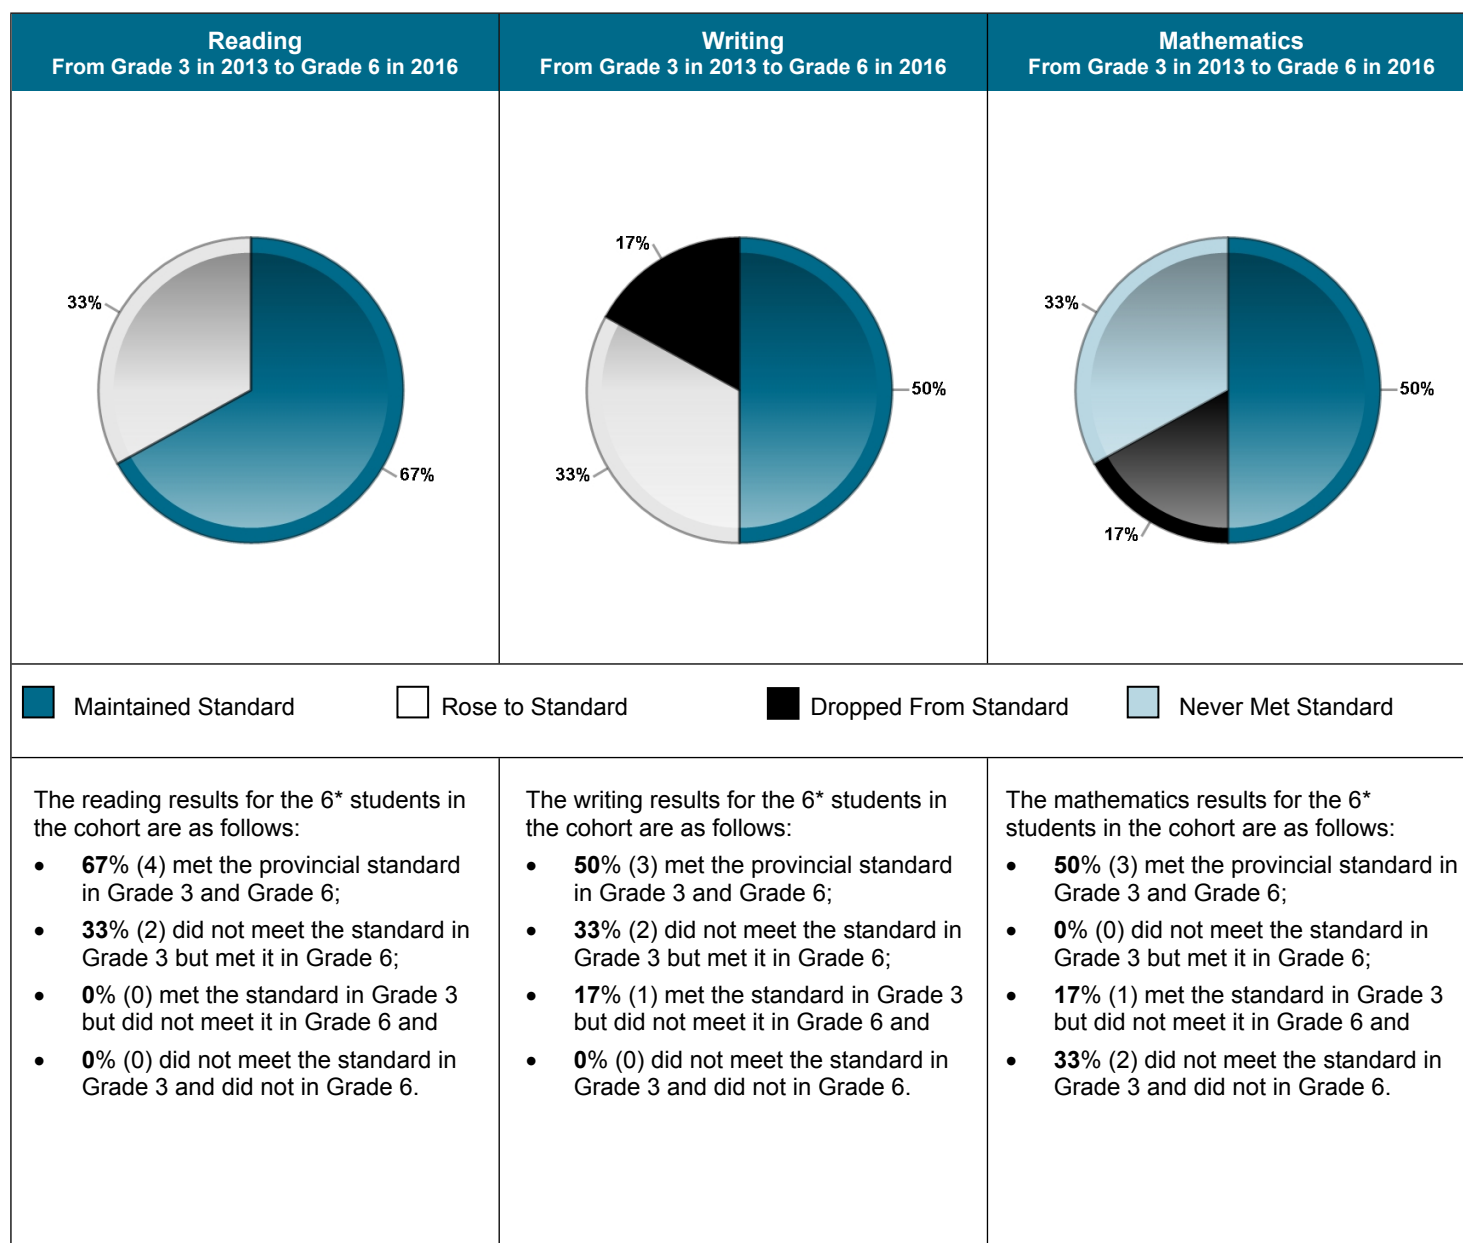 Reading
From Grade 3 in 2013 to Grade 6 in 2016
Writing
From Grade 3 in 2013 to Grade 6 in 2016
Mathematics
From Grade 3 in 2013 to Grade 6 in 2016
33%
67%
17%
50%
33%
33%
50%
17%
Maintained Standard
Rose to Standard
Dropped From Standard
Never Met Standard
The reading results for the 6* students in
the cohort are as follows:
• 67% (4) met the provincial standard
in Grade 3 and Grade 6;
• 33% (2) did not meet the standard in
Grade 3 but met it in Grade 6;
• 0% (0) met the standard in Grade 3
but did not meet it in Grade 6 and
• 0% (0) did not meet the standard in
Grade 3 and did not in Grade 6.
The writing results for the 6* students in
the cohort are as follows:
• 50% (3) met the provincial standard
in Grade 3 and Grade 6;
• 33% (2) did not meet the standard in
Grade 3 but met it in Grade 6;
• 17% (1) met the standard in Grade 3
but did not meet it in Grade 6 and
• 0% (0) did not meet the standard in
Grade 3 and did not in Grade 6.
The mathematics results for the 6*
students in the cohort are as follows:
• 50% (3) met the provincial standard in
Grade 3 and Grade 6;
• 0% (0) did not meet the standard in
Grade 3 but met it in Grade 6;
• 17% (1) met the standard in Grade 3
but did not meet it in Grade 6 and
• 33% (2) did not meet the standard in
Grade 3 and did not in Grade 6.